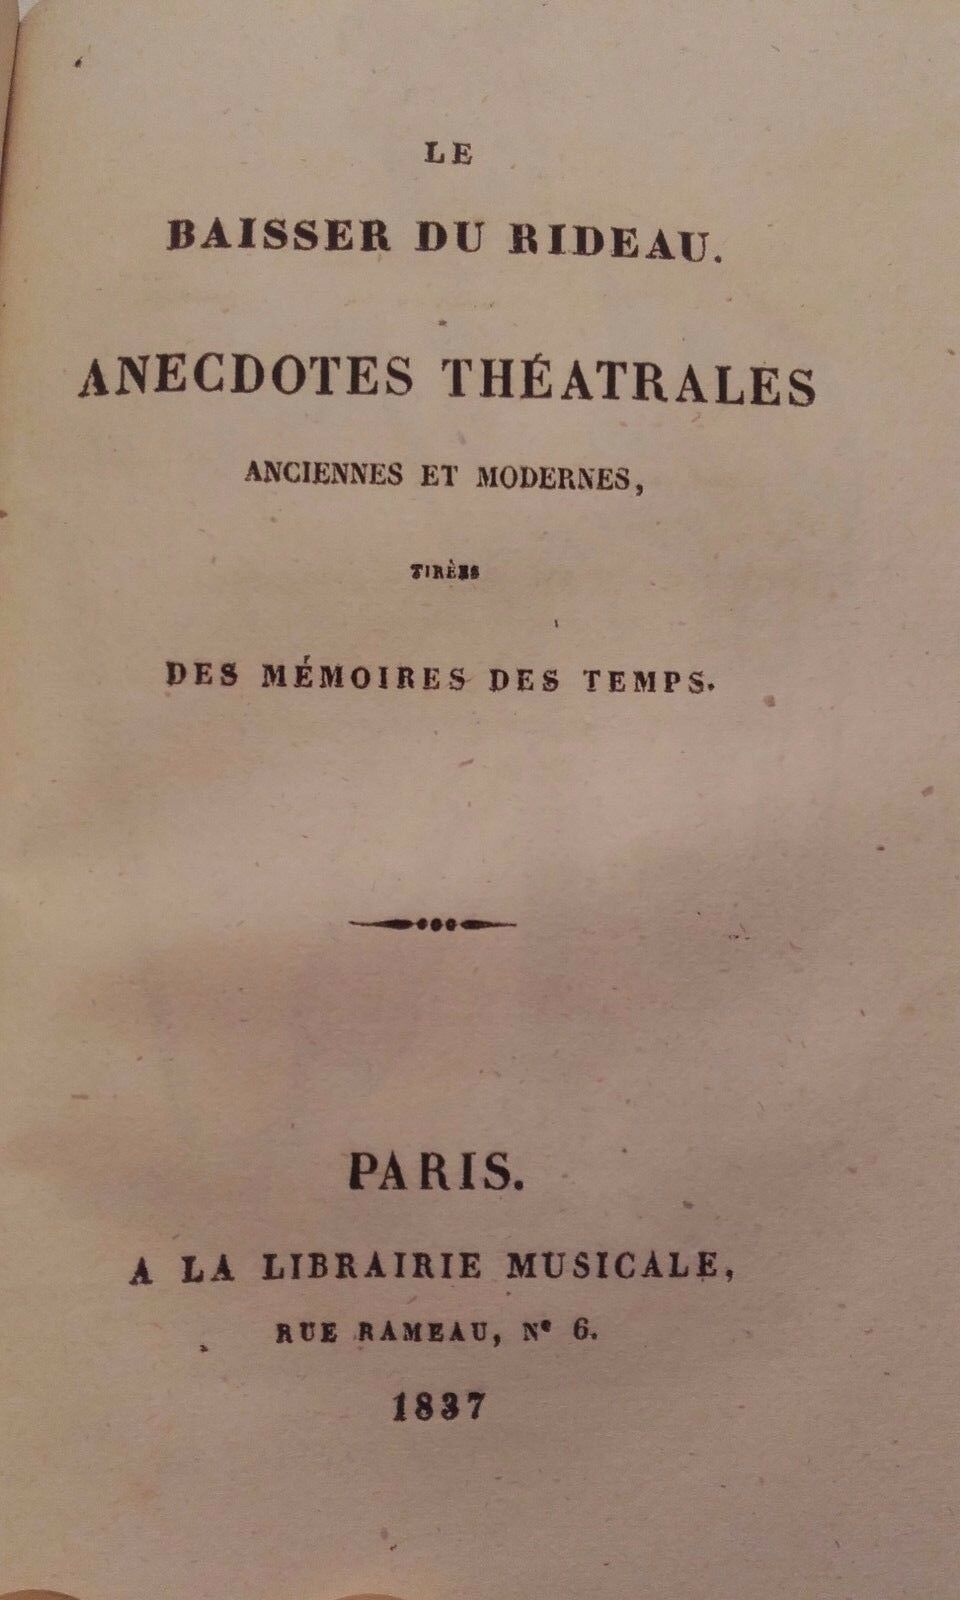 LE
BAISSER DU RIDEAU.
ANECDOTES THÉATRALES
ANCIENNES ET MODERNES,
TIRÈES
DES MÉMOIRES DES TEMPS.
PARIS.
A LA LIBRAIRIE MUSICALE,
RUE RAMEAU, Nº 6.
1837